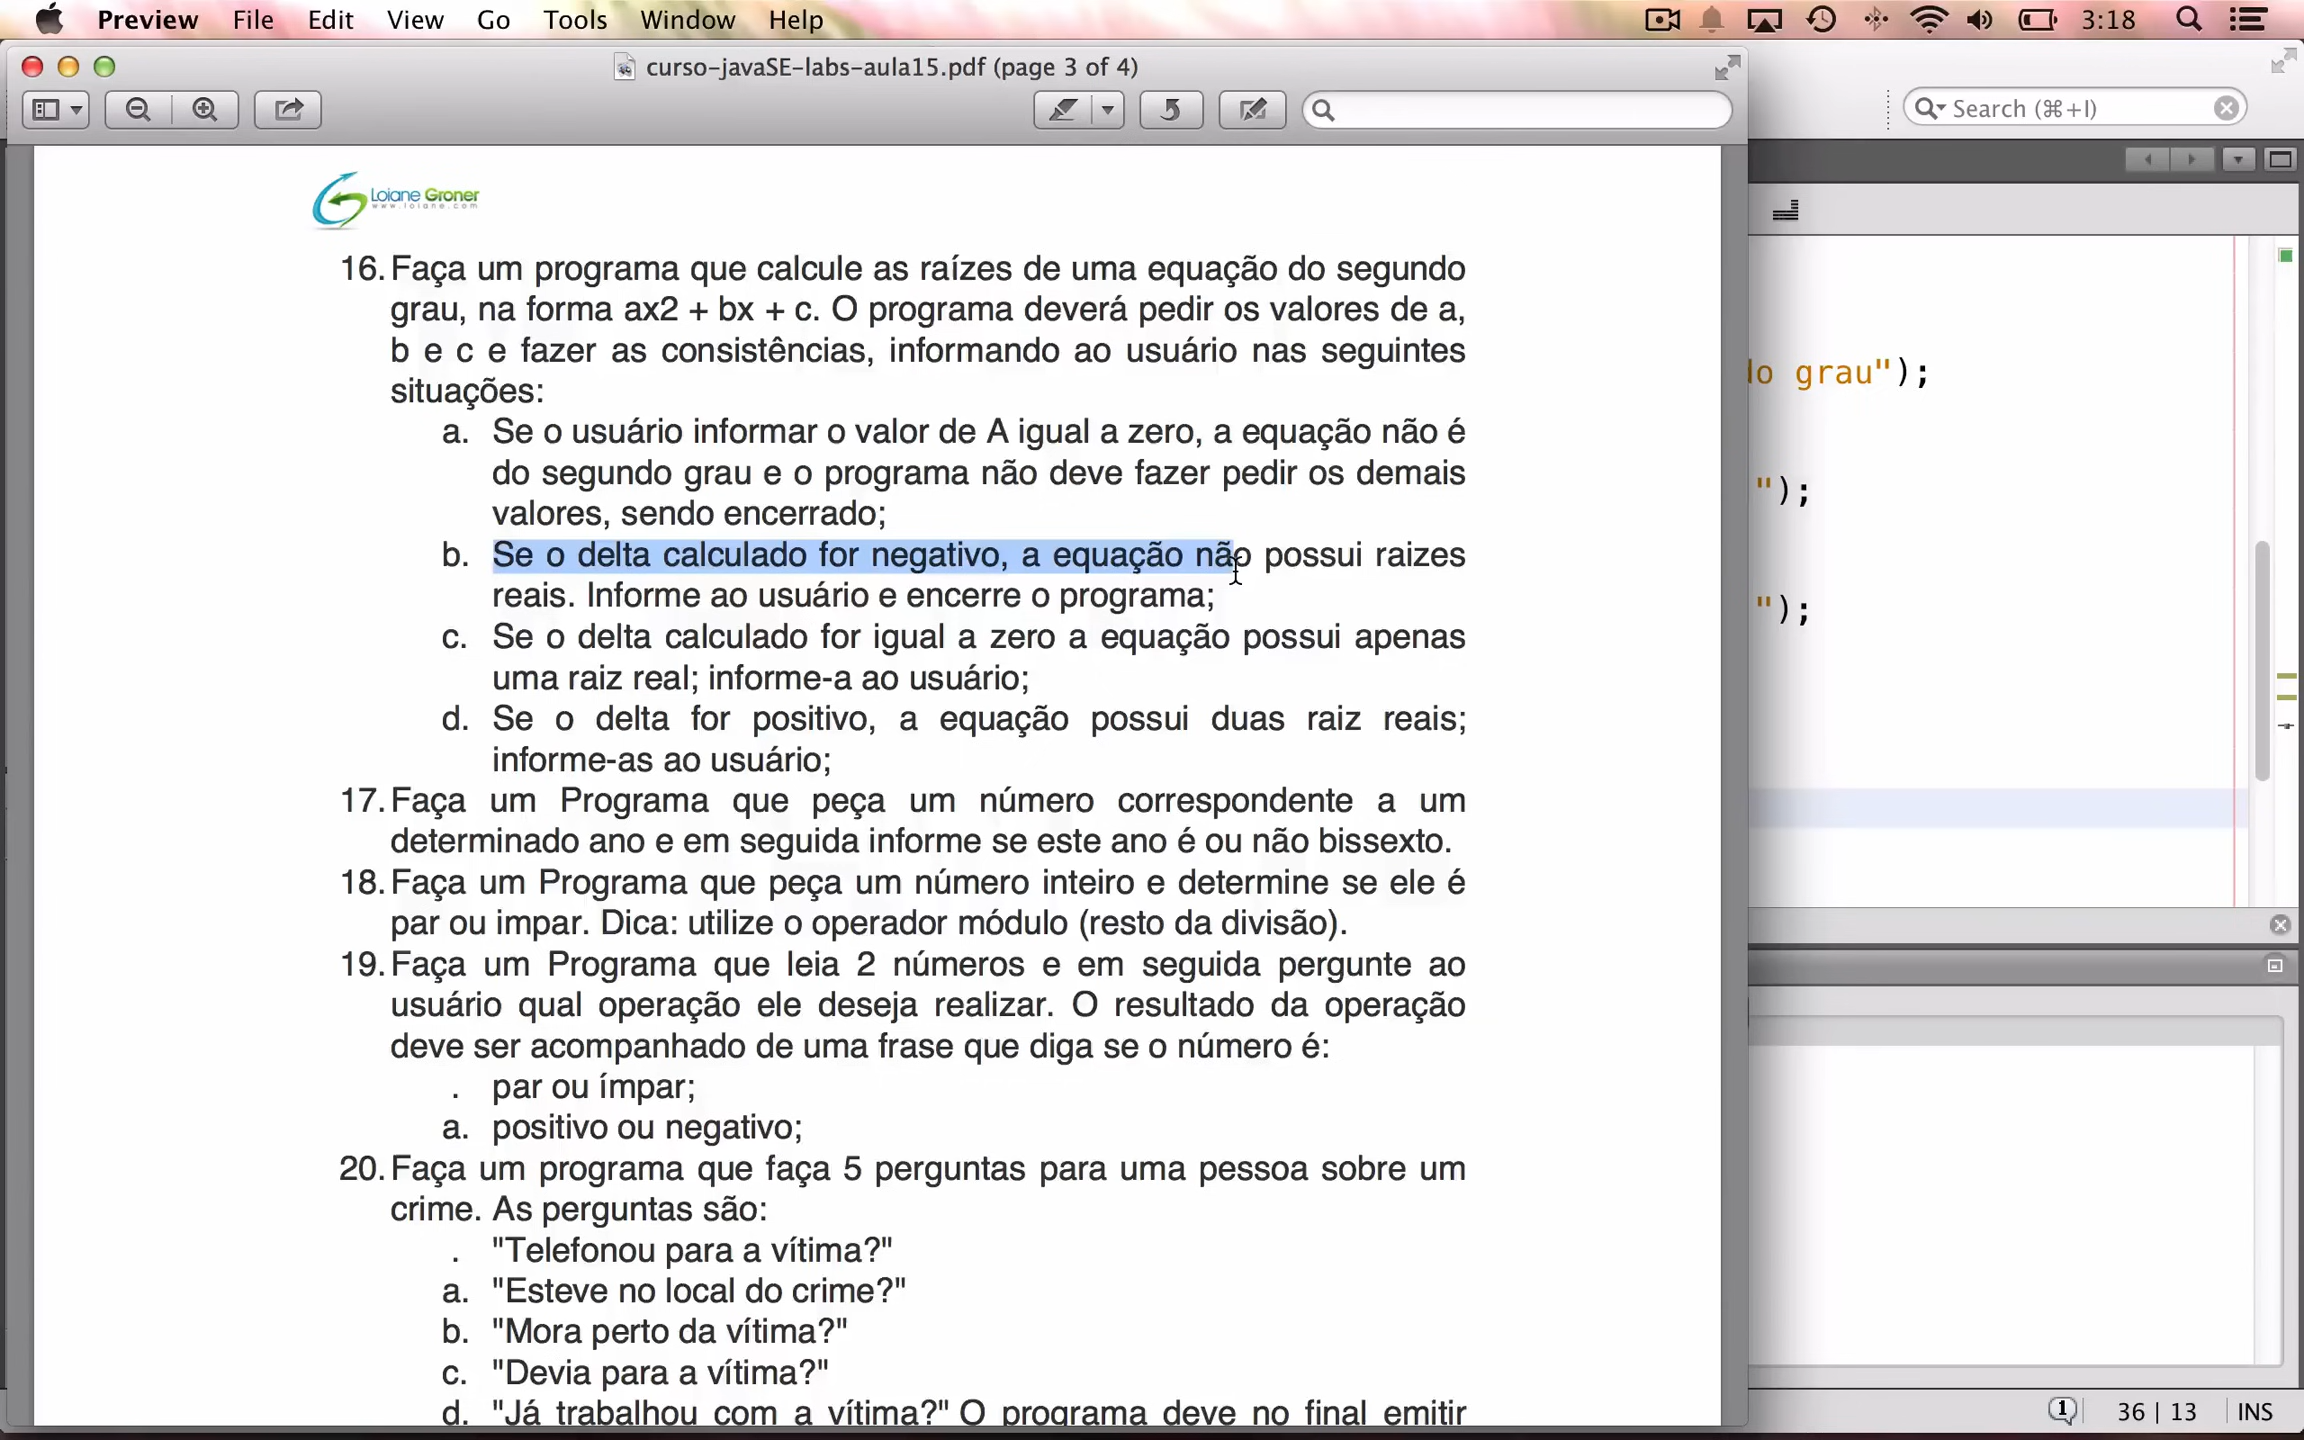 Preview File Edit View Go Tools Window Help 3:18
curso-javaSE-labs-aula15.pdf (page 3 of 4)
Search (⌘+I)
Loiane Groner
www.loiane.com
16. Faça um programa que calcule as raízes de uma equação do segundo
grau, na forma ax2 + bx + c. O programa deverá pedir os valores de a,
b e c e fazer as consistências, informando ao usuário nas seguintes
situações:
a. Se o usuário informar o valor de A igual a zero, a equação não é
do segundo grau e o programa não deve fazer pedir os demais
valores, sendo encerrado;
b. Se o delta calculado for negativo, a equação não possui raizes
reais. Informe ao usuário e encerre o programa;
c. Se o delta calculado for igual a zero a equação possui apenas
uma raiz real; informe-a ao usuário;
d. Se o delta for positivo, a equação possui duas raiz reais;
informe-as ao usuário;
17. Faça um Programa que peça um número correspondente a um
determinado ano e em seguida informe se este ano é ou não bissexto.
18. Faça um Programa que peça um número inteiro e determine se ele é
par ou impar. Dica: utilize o operador módulo (resto da divisão).
19. Faça um Programa que leia 2 números e em seguida pergunte ao
usuário qual operação ele deseja realizar. O resultado da operação
deve ser acompanhado de uma frase que diga se o número é:
. par ou ímpar;
a. positivo ou negativo;
20. Faça um programa que faça 5 perguntas para uma pessoa sobre um
crime. As perguntas são:
. "Telefonou para a vítima?"
a. "Esteve no local do crime?"
b. "Mora perto da vítima?"
c. "Devia para a vítima?"
d. "Já trabalhou com a vítima?" O programa deve no final emitir
do grau");
");
");
1 36 | 13 INS